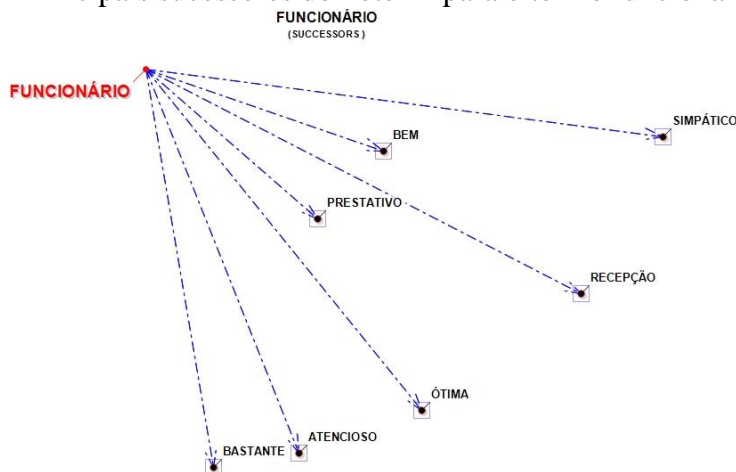 FUNCIONÁRIO
(SUCCESSORS)
FUNCIONÁRIO
SIMPÁTICO
BEM
PRESTATIVO
RECEPÇÃO
ÓTIMA
ATENCIOSO
BASTANTE